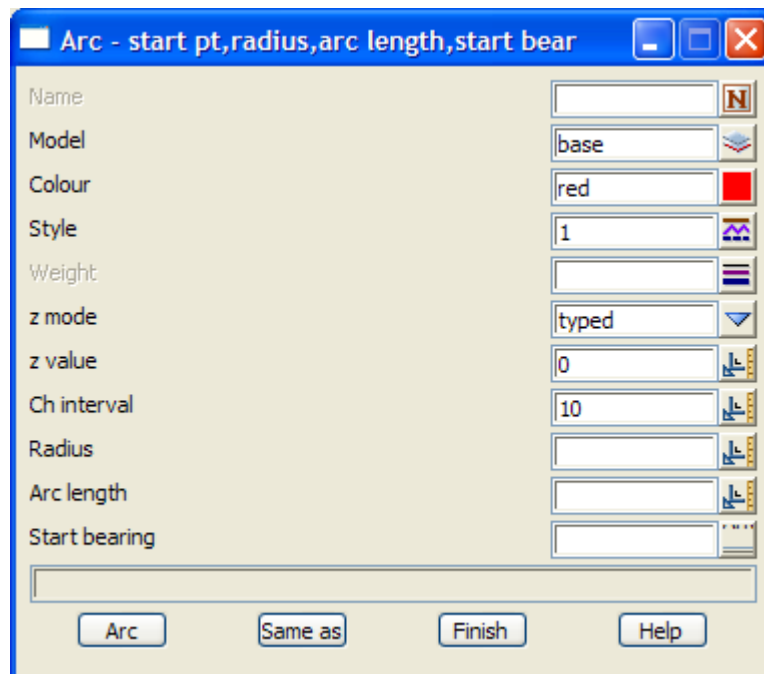 Arc - start pt,radius,arc length,start bear
Name
Model base
Colour red
Style 1
Weight
z mode typed
z value 0
Ch interval 10
Radius
Arc length
Start bearing
Arc Same as Finish Help